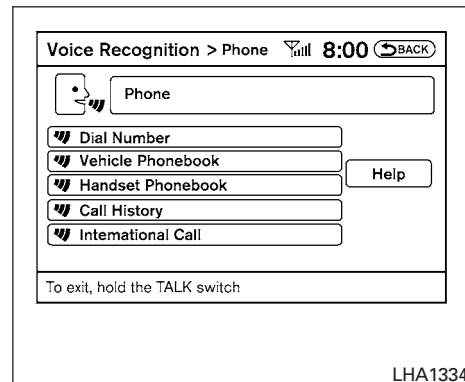 Voice Recognition > Phone 8:00 BACK
Phone
Dial Number
Vehicle Phonebook
Handset Phonebook
Call History
International Call
Help
To exit, hold the TALK switch
LHA1334